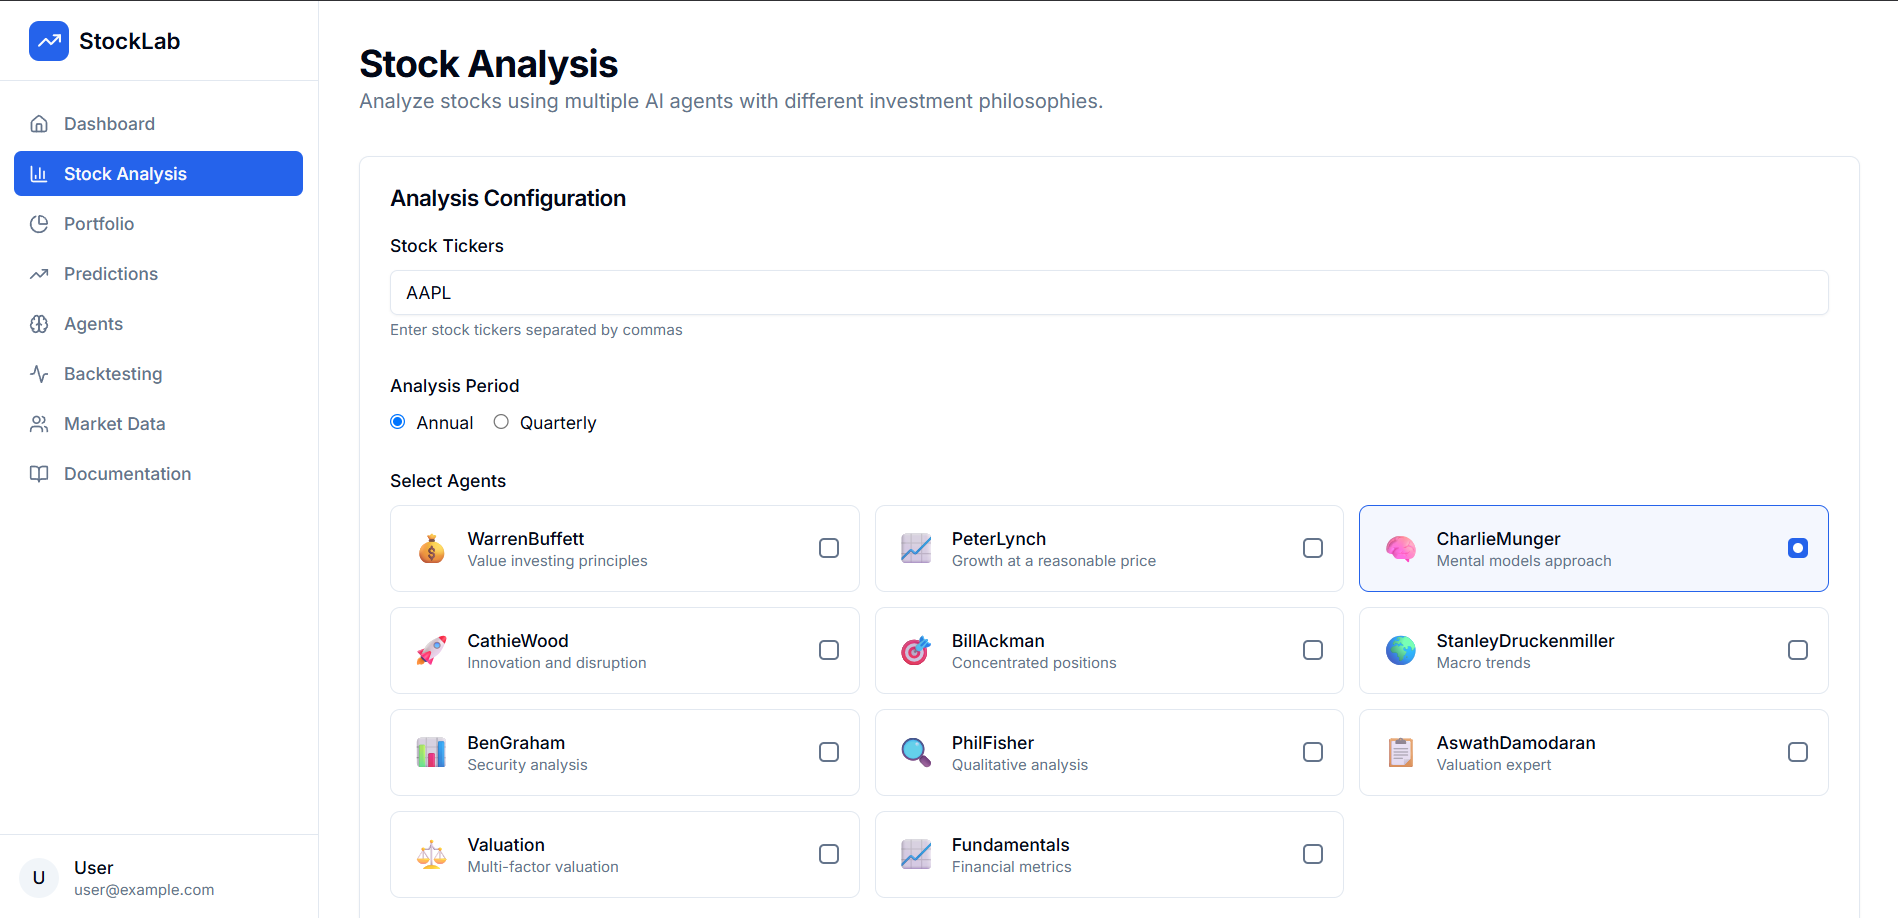 StockLab
Dashboard
Stock Analysis
Portfolio
Predictions
Agents
Backtesting
Market Data
Documentation
U
User
user@example.com
Stock Analysis
Analyze stocks using multiple AI agents with different investment philosophies.
Analysis Configuration
Stock Tickers
AAPL
Enter stock tickers separated by commas
Analysis Period
Annual
Quarterly
Select Agents
WarrenBuffett
Value investing principles
PeterLynch
Growth at a reasonable price
CharlieMunger
Mental models approach
CathieWood
Innovation and disruption
BillAckman
Concentrated positions
StanleyDruckenmiller
Macro trends
BenGraham
Security analysis
PhilFisher
Qualitative analysis
AswathDamodaran
Valuation expert
Valuation
Multi-factor valuation
Fundamentals
Financial metrics